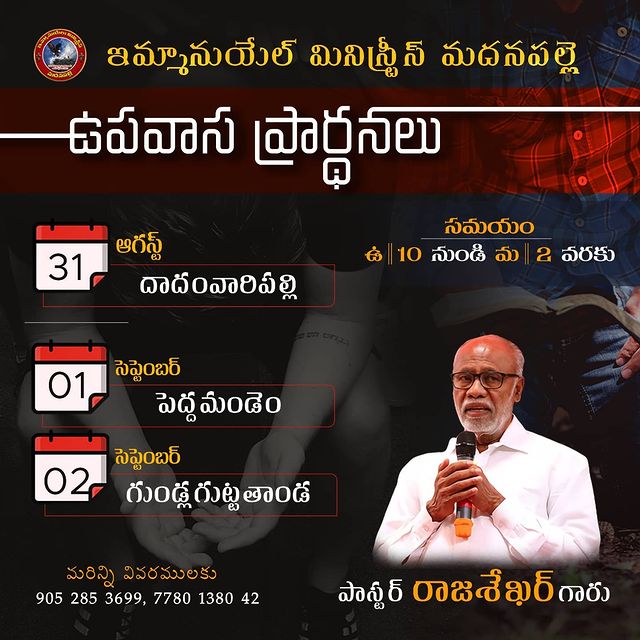 ఇమ్మానుయేల్ మినిస్ట్రీస్ మదనపల్లె
ఉపవాస ప్రార్థనలు
సమయం
ఉ॥10 నుండి మ॥2 వరకు
31
ఆగస్ట్
దాదంవారిపల్లి
01
సెప్టెంబర్
పెద్దమండెం
02
సెప్టెంబర్
గుండ్లగుట్టతాండ
మరిన్ని వివరములకు
905 285 3699, 7780 1380 42
పాస్టర్ రాజశేఖర్ గారు